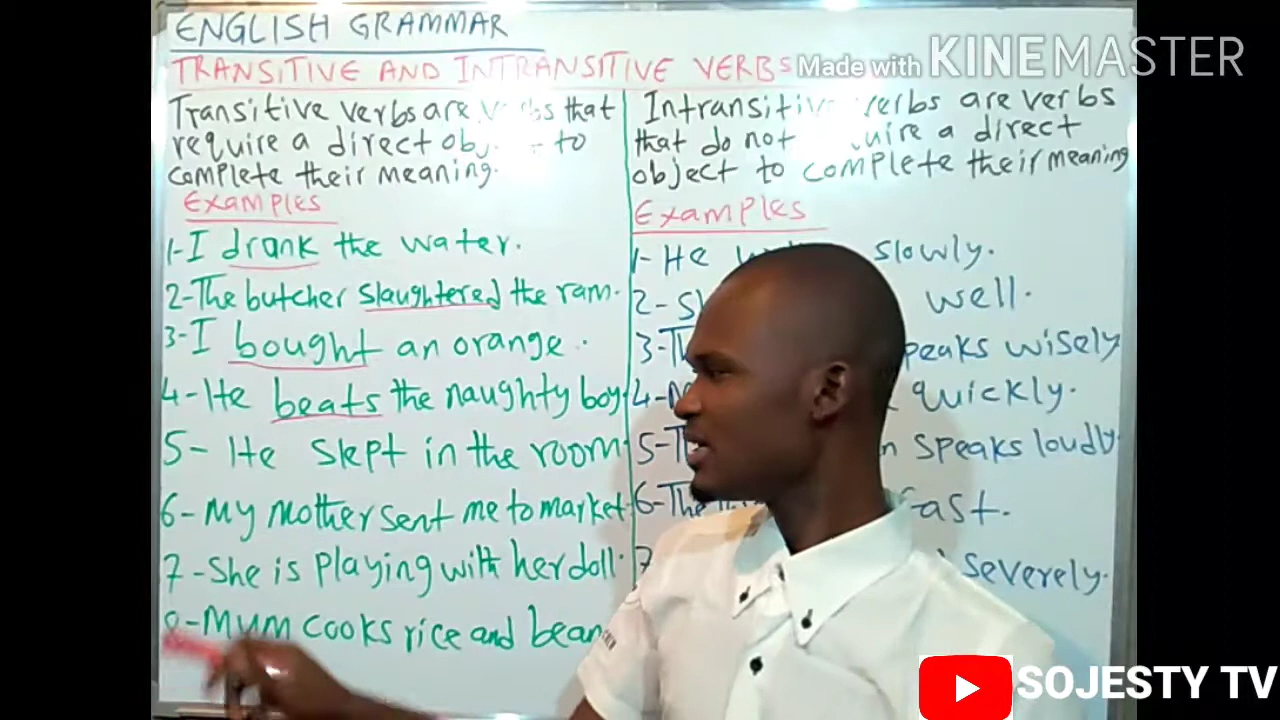 ENGLISH GRAMMAR
TRANSITIVE AND INTRANSITIVE VERBS
Made with KINEMASTER
Transitive verbs are that
require a direct to
complete their meaning.
Examples
1-I drank the water.
2-The butcher slaughtered the ram.
3-I bought an orange.
4-He beats the naughty boy
5-He slept in the room
6-My mother sent me to market
7-She is playing with her doll.
8-Mum cooks rice and
Intransitive verbs are verbs
that do not a direct
object to complete their meaning
Examples
1-He slowly.
2- well.
3- speaks wisely
4- quickly.
5- speaks loudly
6-The fast.
7 severely.
SOJESTY TV